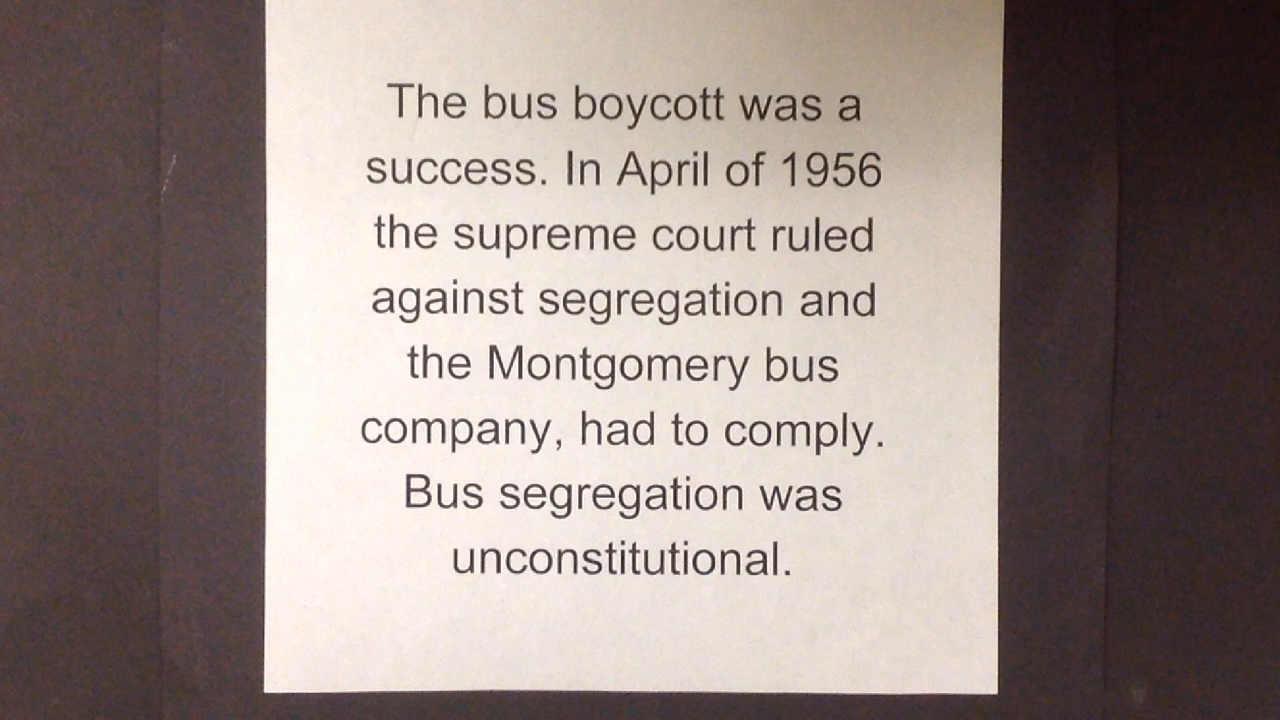 The bus boycott was a
success. In April of 1956
the supreme court ruled
against segregation and
the Montgomery bus
company, had to comply.
Bus segregation was
unconstitutional.